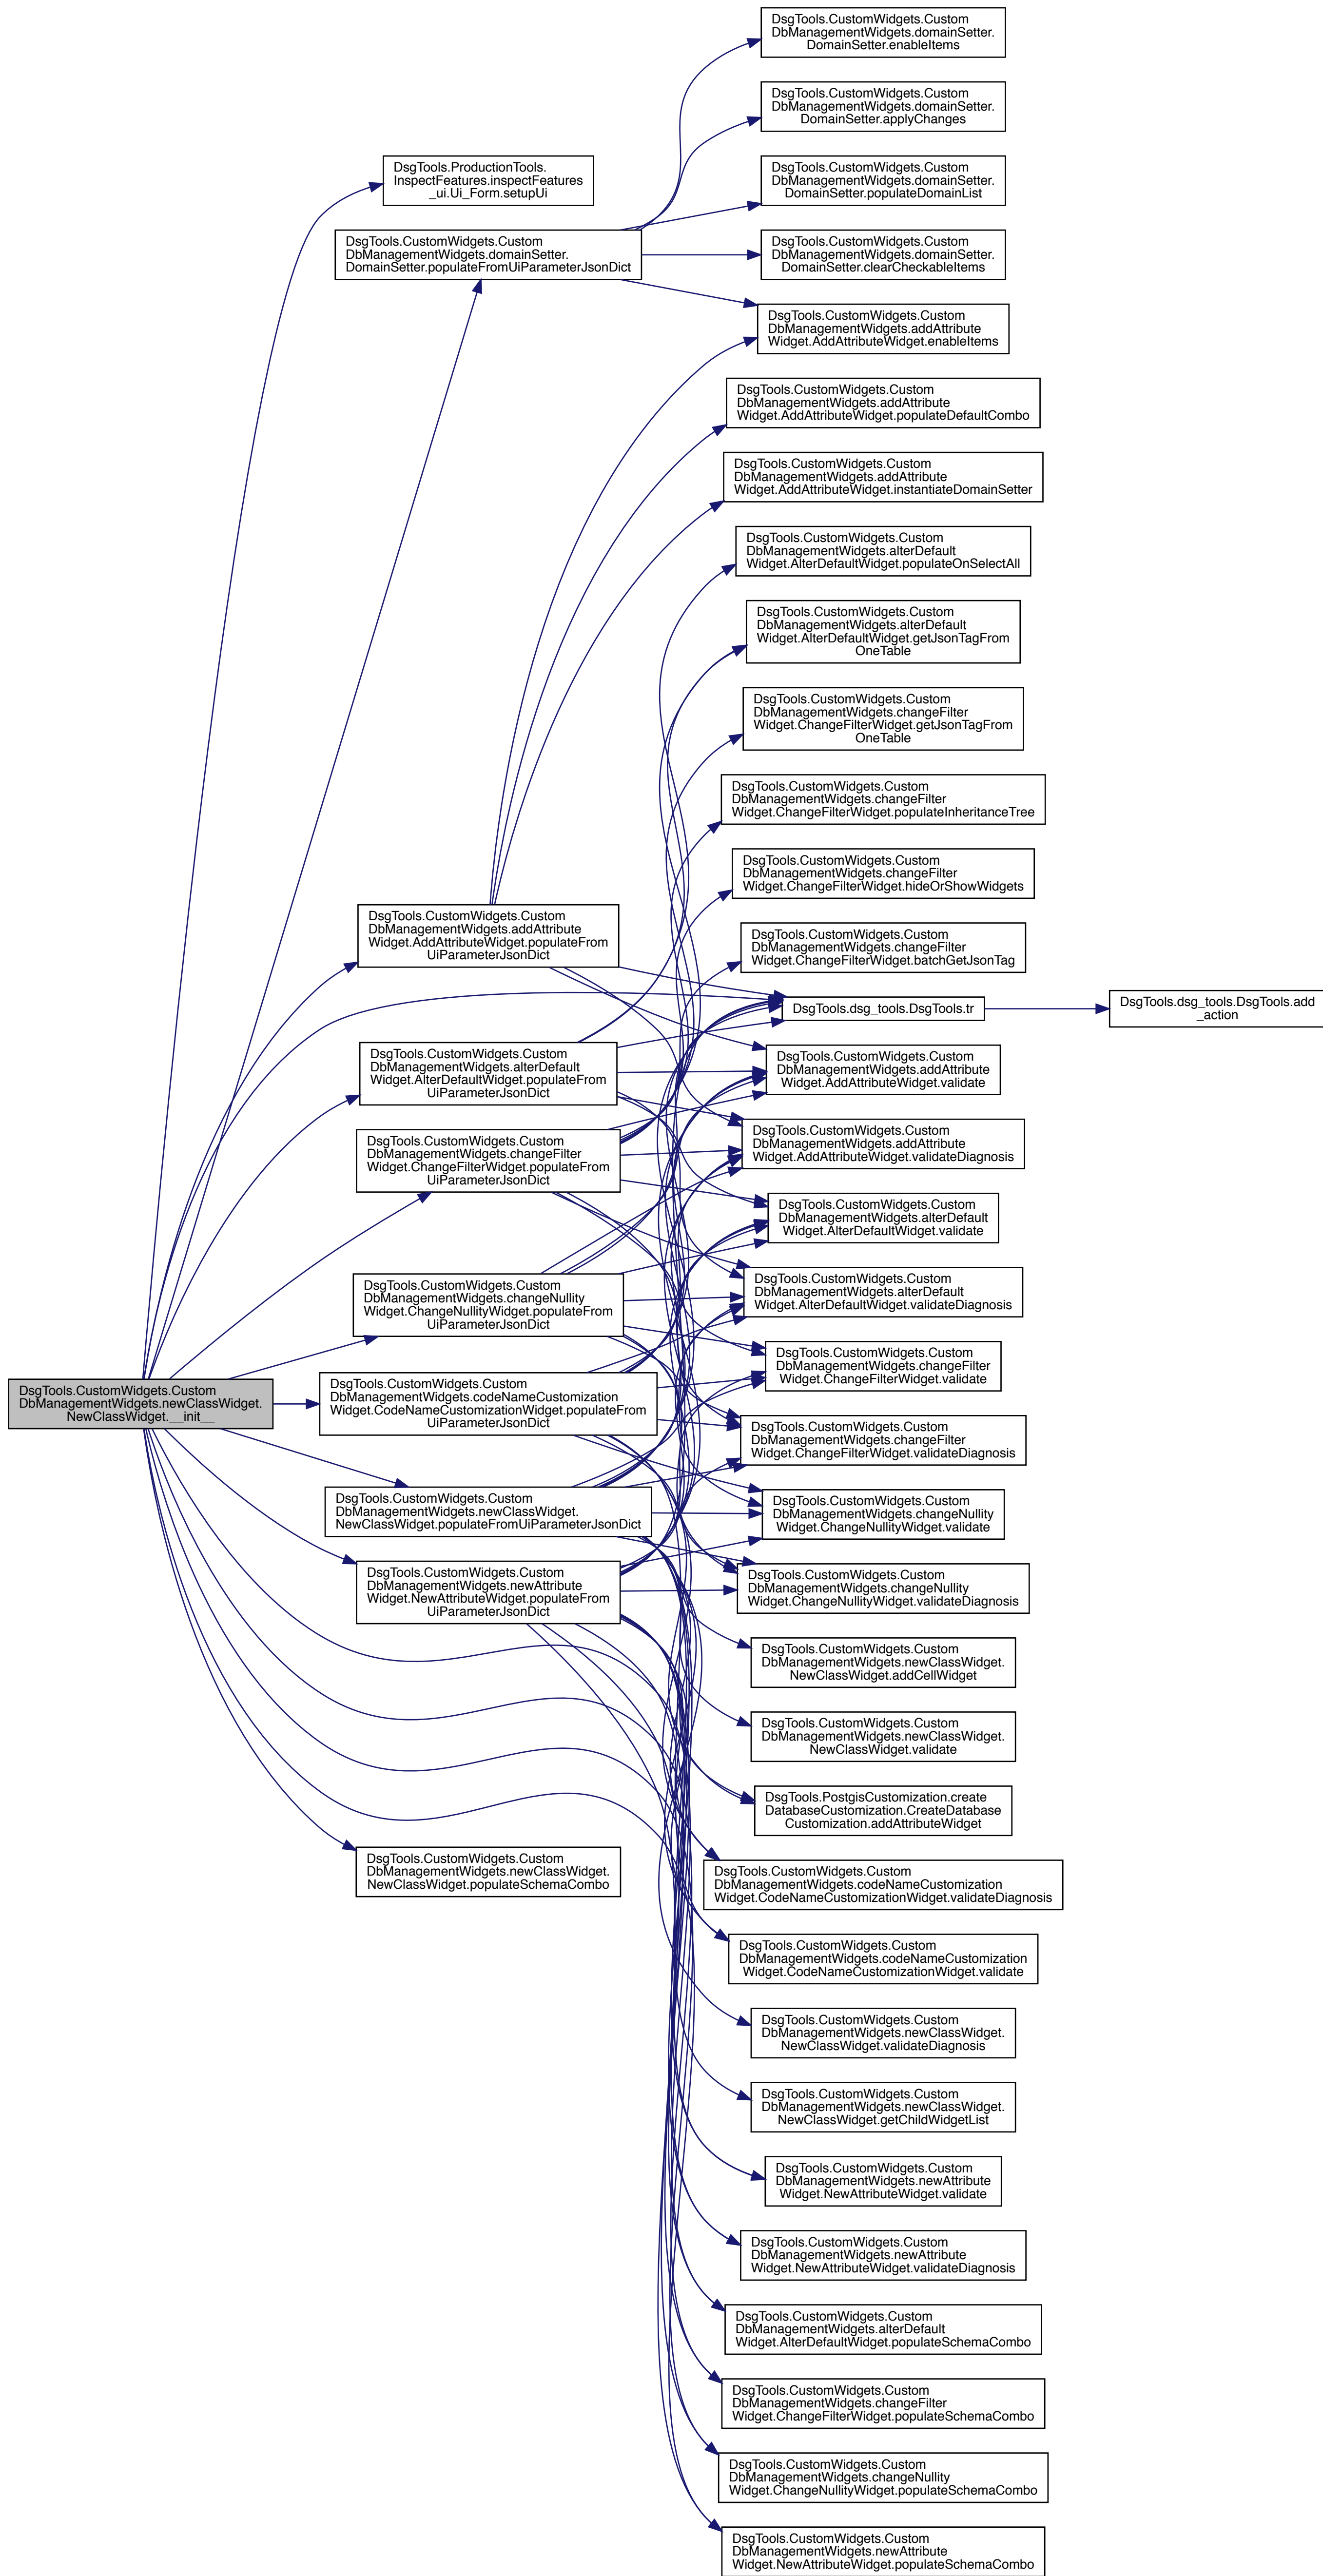 DsgTools.CustomWidgets.Custom
DbManagementWidgets.domainSetter.
DomainSetter.enableItems
DsgTools.CustomWidgets.Custom
DbManagementWidgets.domainSetter.
DomainSetter.applyChanges
DsgTools.ProductionTools.
InspectFeatures.inspectFeatures
_ui.Ui_Form.setupUi
DsgTools.CustomWidgets.Custom
DbManagementWidgets.domainSetter.
DomainSetter.populateDomainList
DsgTools.CustomWidgets.Custom
DbManagementWidgets.domainSetter.
DomainSetter.populateFromUiParameterJsonDict
DsgTools.CustomWidgets.Custom
DbManagementWidgets.domainSetter.
DomainSetter.clearCheckableItems
DsgTools.CustomWidgets.Custom
DbManagementWidgets.addAttribute
Widget.AddAttributeWidget.enableItems
DsgTools.CustomWidgets.Custom
DbManagementWidgets.addAttribute
Widget.AddAttributeWidget.populateDefaultCombo
DsgTools.CustomWidgets.Custom
DbManagementWidgets.addAttribute
Widget.AddAttributeWidget.instantiateDomainSetter
DsgTools.CustomWidgets.Custom
DbManagementWidgets.alterDefault
Widget.AlterDefaultWidget.populateOnSelectAll
DsgTools.CustomWidgets.Custom
DbManagementWidgets.alterDefault
Widget.AlterDefaultWidget.getJsonTagFrom
OneTable
DsgTools.CustomWidgets.Custom
DbManagementWidgets.changeFilter
Widget.ChangeFilterWidget.getJsonTagFrom
OneTable
DsgTools.CustomWidgets.Custom
DbManagementWidgets.changeFilter
Widget.ChangeFilterWidget.populateInheritanceTree
DsgTools.CustomWidgets.Custom
DbManagementWidgets.changeFilter
Widget.ChangeFilterWidget.hideOrShowWidgets
DsgTools.CustomWidgets.Custom
DbManagementWidgets.addAttribute
Widget.AddAttributeWidget.populateFrom
UiParameterJsonDict
DsgTools.CustomWidgets.Custom
DbManagementWidgets.changeFilter
Widget.ChangeFilterWidget.batchGetJsonTag
DsgTools.dsg_tools.DsgTools.tr
DsgTools.dsg_tools.DsgTools.add
_action
DsgTools.CustomWidgets.Custom
DbManagementWidgets.alterDefault
Widget.AlterDefaultWidget.populateFrom
UiParameterJsonDict
DsgTools.CustomWidgets.Custom
DbManagementWidgets.addAttribute
Widget.AddAttributeWidget.validate
DsgTools.CustomWidgets.Custom
DbManagementWidgets.changeFilter
Widget.ChangeFilterWidget.populateFrom
UiParameterJsonDict
DsgTools.CustomWidgets.Custom
DbManagementWidgets.addAttribute
Widget.AddAttributeWidget.validateDiagnosis
DsgTools.CustomWidgets.Custom
DbManagementWidgets.alterDefault
Widget.AlterDefaultWidget.validate
DsgTools.CustomWidgets.Custom
DbManagementWidgets.changeNullity
Widget.ChangeNullityWidget.populateFrom
UiParameterJsonDict
DsgTools.CustomWidgets.Custom
DbManagementWidgets.alterDefault
Widget.AlterDefaultWidget.validateDiagnosis
DsgTools.CustomWidgets.Custom
DbManagementWidgets.changeFilter
Widget.ChangeFilterWidget.validate
DsgTools.CustomWidgets.Custom
DbManagementWidgets.newClassWidget.
NewClassWidget.__init__
DsgTools.CustomWidgets.Custom
DbManagementWidgets.codeNameCustomization
Widget.CodeNameCustomizationWidget.populateFrom
UiParameterJsonDict
DsgTools.CustomWidgets.Custom
DbManagementWidgets.changeFilter
Widget.ChangeFilterWidget.validateDiagnosis
DsgTools.CustomWidgets.Custom
DbManagementWidgets.newClassWidget.
NewClassWidget.populateFromUiParameterJsonDict
DsgTools.CustomWidgets.Custom
DbManagementWidgets.changeNullity
Widget.ChangeNullityWidget.validate
DsgTools.CustomWidgets.Custom
DbManagementWidgets.newAttribute
Widget.NewAttributeWidget.populateFrom
UiParameterJsonDict
DsgTools.CustomWidgets.Custom
DbManagementWidgets.changeNullity
Widget.ChangeNullityWidget.validateDiagnosis
DsgTools.CustomWidgets.Custom
DbManagementWidgets.newClassWidget.
NewClassWidget.addCellWidget
DsgTools.CustomWidgets.Custom
DbManagementWidgets.newClassWidget.
NewClassWidget.validate
DsgTools.PostgisCustomization.create
DatabaseCustomization.CreateDatabase
Customization.addAttributeWidget
DsgTools.CustomWidgets.Custom
DbManagementWidgets.newClassWidget.
NewClassWidget.populateSchemaCombo
DsgTools.CustomWidgets.Custom
DbManagementWidgets.codeNameCustomization
Widget.CodeNameCustomizationWidget.validateDiagnosis
DsgTools.CustomWidgets.Custom
DbManagementWidgets.codeNameCustomization
Widget.CodeNameCustomizationWidget.validate
DsgTools.CustomWidgets.Custom
DbManagementWidgets.newClassWidget.
NewClassWidget.validateDiagnosis
DsgTools.CustomWidgets.Custom
DbManagementWidgets.newClassWidget.
NewClassWidget.getChildWidgetList
DsgTools.CustomWidgets.Custom
DbManagementWidgets.newAttribute
Widget.NewAttributeWidget.validate
DsgTools.CustomWidgets.Custom
DbManagementWidgets.newAttribute
Widget.NewAttributeWidget.validateDiagnosis
DsgTools.CustomWidgets.Custom
DbManagementWidgets.alterDefault
Widget.AlterDefaultWidget.populateSchemaCombo
DsgTools.CustomWidgets.Custom
DbManagementWidgets.changeFilter
Widget.ChangeFilterWidget.populateSchemaCombo
DsgTools.CustomWidgets.Custom
DbManagementWidgets.changeNullity
Widget.ChangeNullityWidget.populateSchemaCombo
DsgTools.CustomWidgets.Custom
DbManagementWidgets.newAttribute
Widget.NewAttributeWidget.populateSchemaCombo